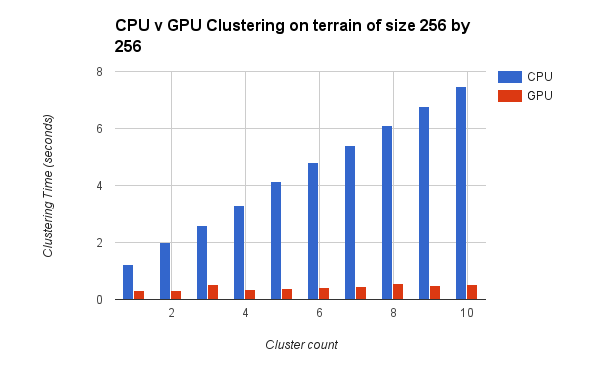 CPU v GPU Clustering on terrain of size 256 by
256
CPU
GPU
8
6
4
2
0
Clustering Time (seconds)
2
4
6
8
10
Cluster count